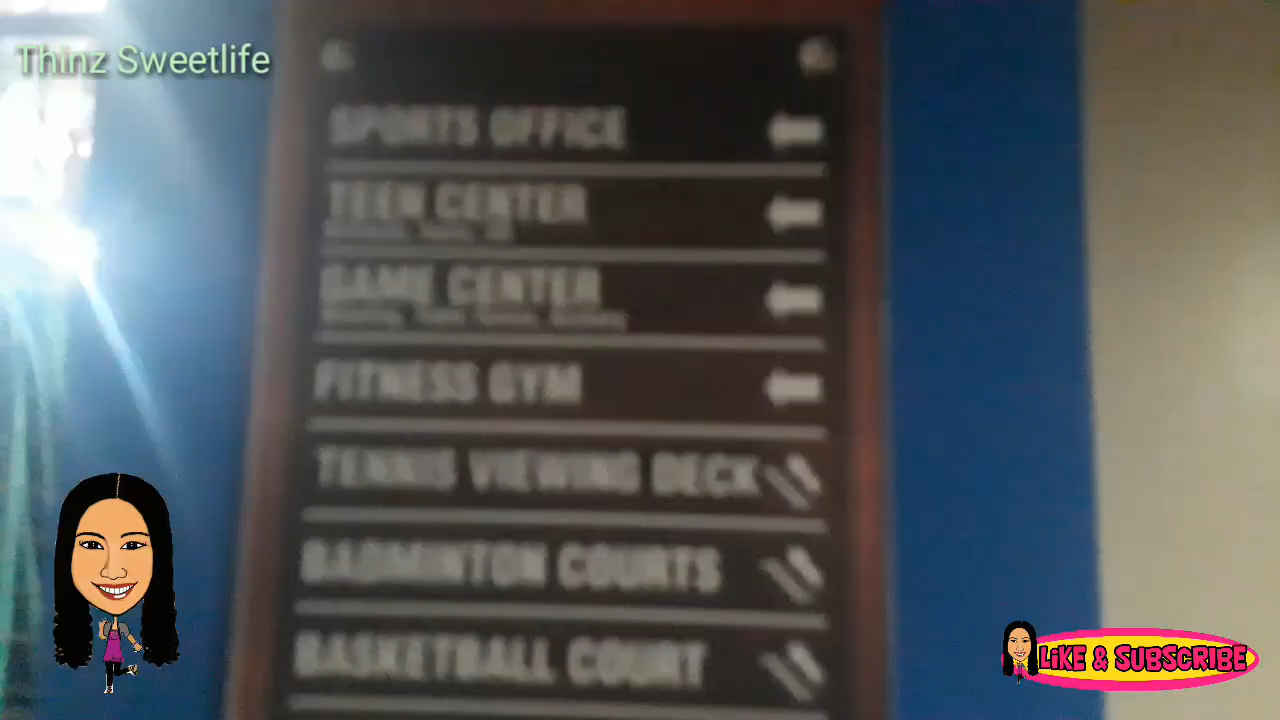 Thinz Sweetlife
SPORTS OFFICE
TEEN CENTER
GAME CENTER
FITNESS GYM
TENNIS VIEWING DECK
BADMINTON COURTS
BASKETBALL COURT
LiKE & SUBSCRIBE